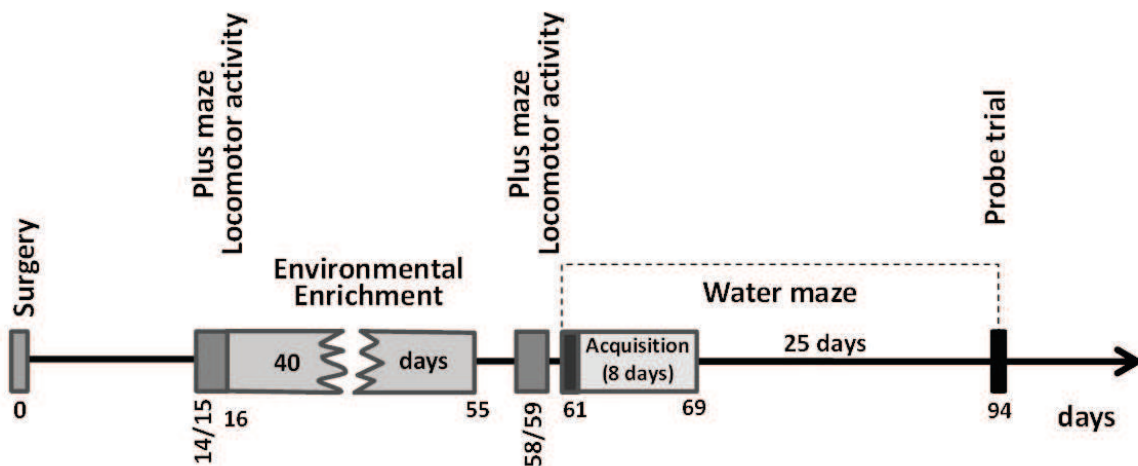 Surgery
Plus maze
Locomotor activity
Plus maze
Locomotor activity
Probe trial
Environmental
Enrichment
Water maze
40
days
Acquisition
(8 days)
25 days
0
14/15
16
55
58/59
61
69
94
days